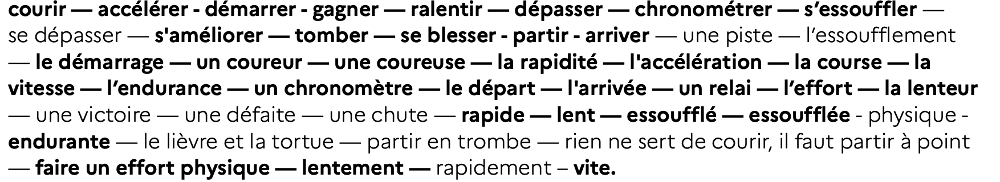 courir — accélérer - démarrer - gagner — ralentir — dépasser — chronométrer — s’essouffler —
se dépasser — s'améliorer — tomber — se blesser - partir - arriver — une piste — l’essoufflement
— le démarrage — un coureur — une coureuse — la rapidité — l'accélération — la course — la
vitesse — l’endurance — un chronomètre — le départ — l'arrivée — un relai — l’effort — la lenteur
— une victoire — une défaite — une chute — rapide — lent — essoufflé — essoufflée - physique -
endurante — le lièvre et la tortue — partir en trombe — rien ne sert de courir, il faut partir à point
— faire un effort physique — lentement — rapidement – vite.